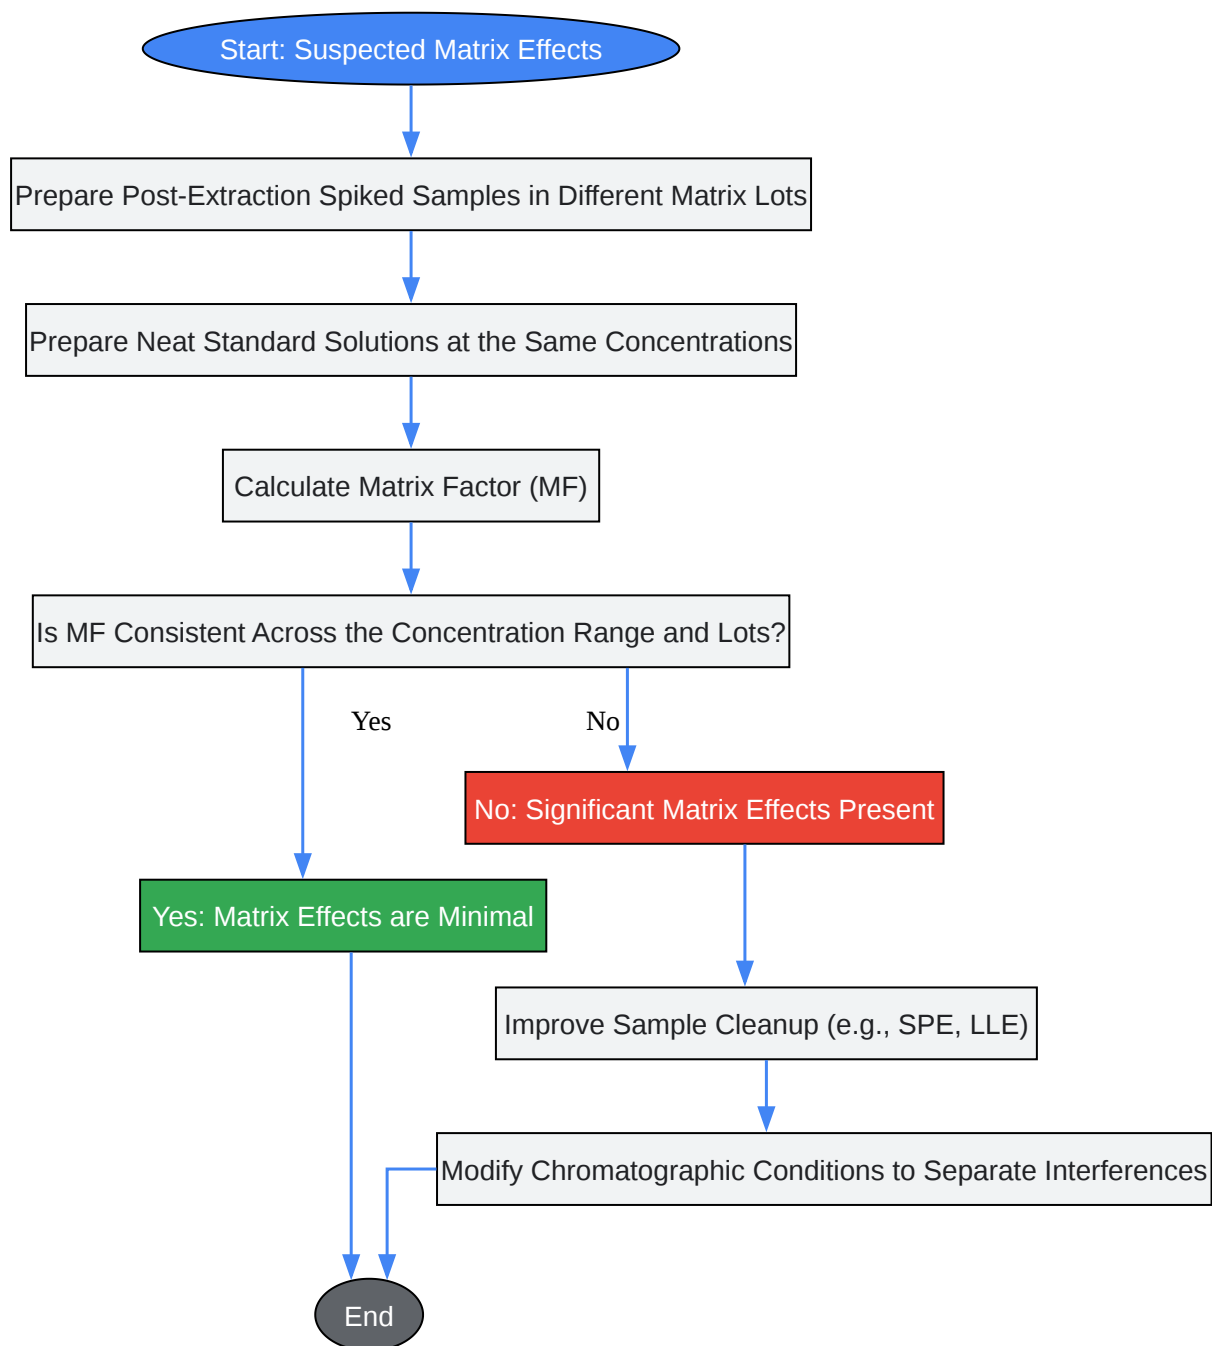 Start: Suspected Matrix Effects
Prepare Post-Extraction Spiked Samples in Different Matrix Lots
Prepare Neat Standard Solutions at the Same Concentrations
Calculate Matrix Factor (MF)
Is MF Consistent Across the Concentration Range and Lots?
Yes
No
No: Significant Matrix Effects Present
Yes: Matrix Effects are Minimal
Improve Sample Cleanup (e.g., SPE, LLE)
Modify Chromatographic Conditions to Separate Interferences
End